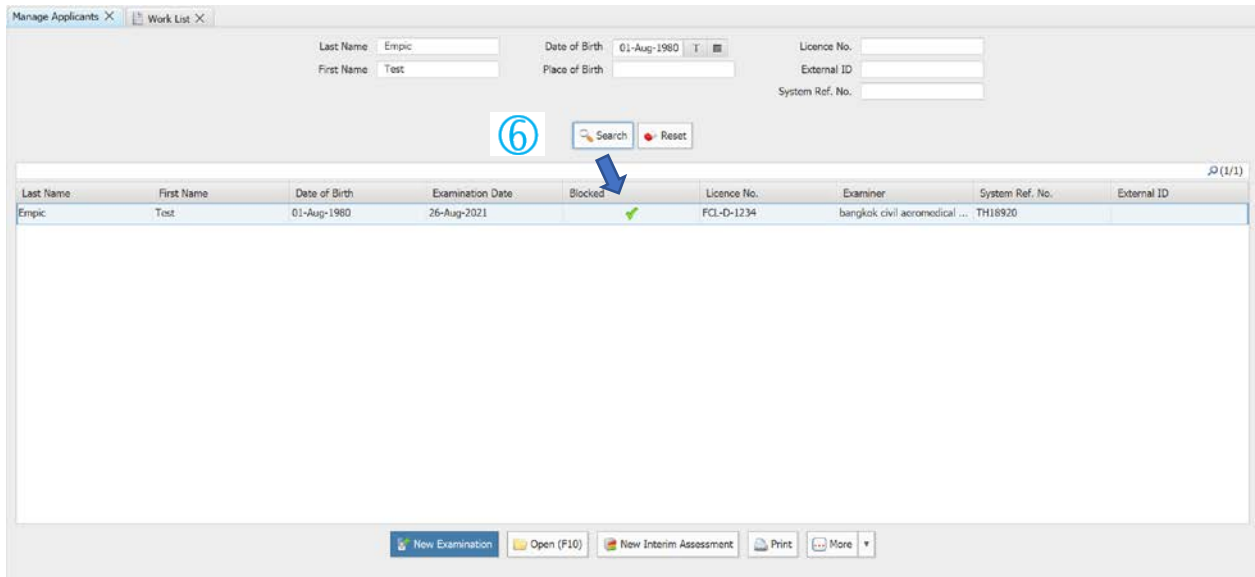 Manage Applicants Work List
Last Name Empic Date of Birth 01-Aug-1980 T Licence No.
First Name Test Place of Birth External ID
System Ref. No.
⑥ Search Reset
(1/1)
Last Name First Name Date of Birth Examination Date Blocked Licence No. Examiner System Ref. No. External ID
Empic Test 01-Aug-1980 26-Aug-2021 FCL-D-1234 bangkok civil aeromedical ... TH18920
New Examination Open (F10) New Interim Assessment Print More